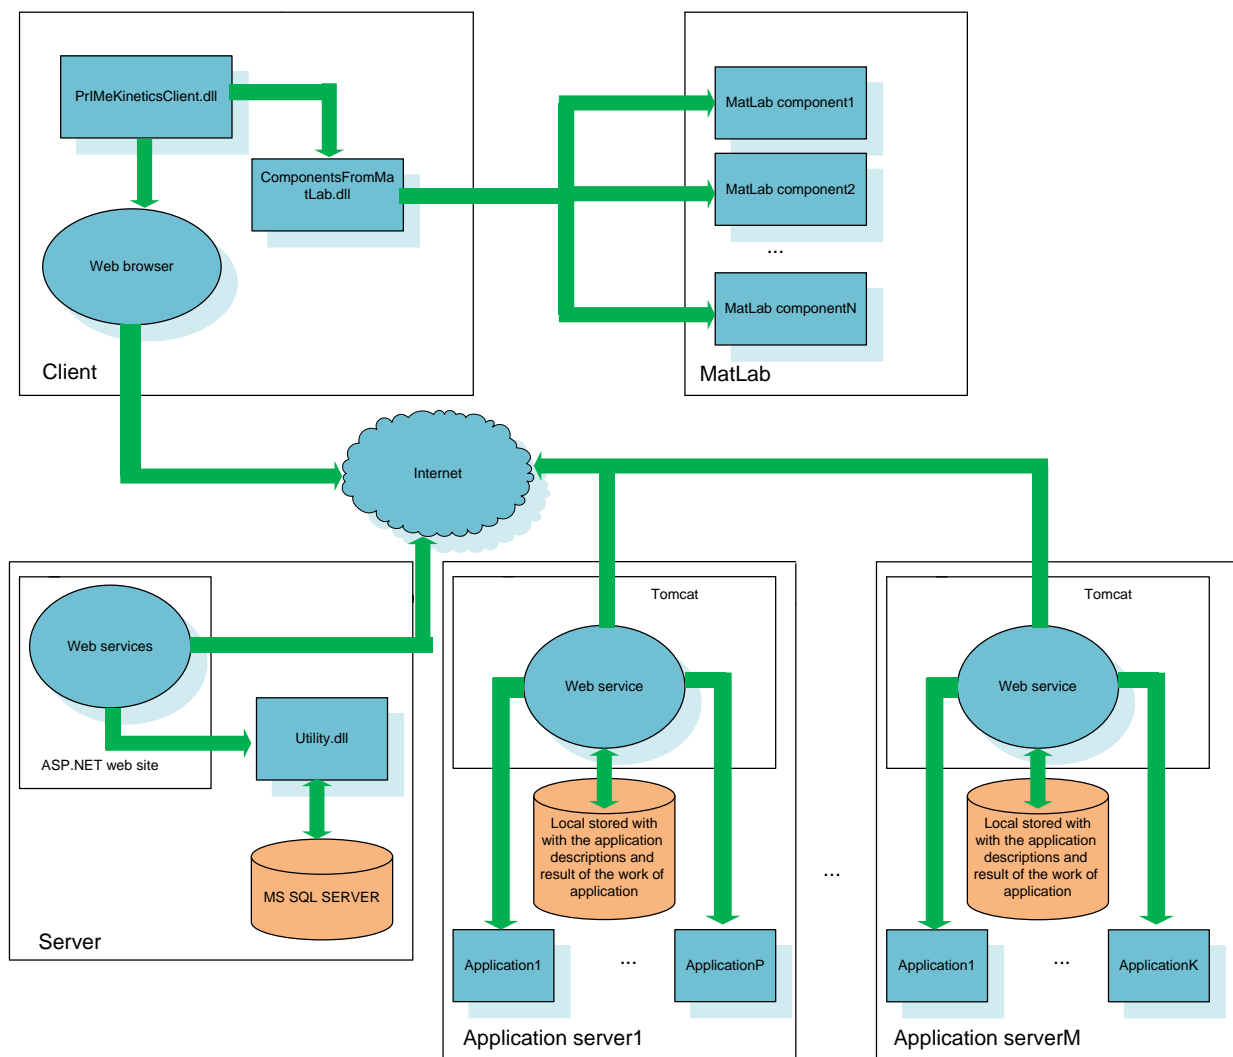 PrIMeKineticsClient.dll
ComponentsFromMa
tLab.dll
Web browser
Client
MatLab component1
MatLab component2
...
MatLab componentN
MatLab
Internet
Web services
ASP.NET web site
Utility.dll
MS SQL SERVER
Server
Tomcat
Web service
Local stored with
with the application
descriptions and
result of the work of
application
Application1
...
ApplicationP
Application server1
...
Tomcat
Web service
Local stored with
with the application
descriptions and
result of the work of
application
Application1
...
ApplicationK
Application serverM